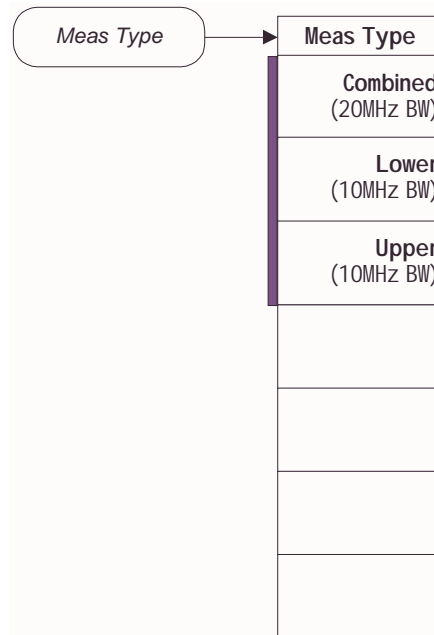 Meas Type
Meas Type
Combined
(20MHz BW)
Lower
(10MHz BW)
Upper
(10MHz BW)